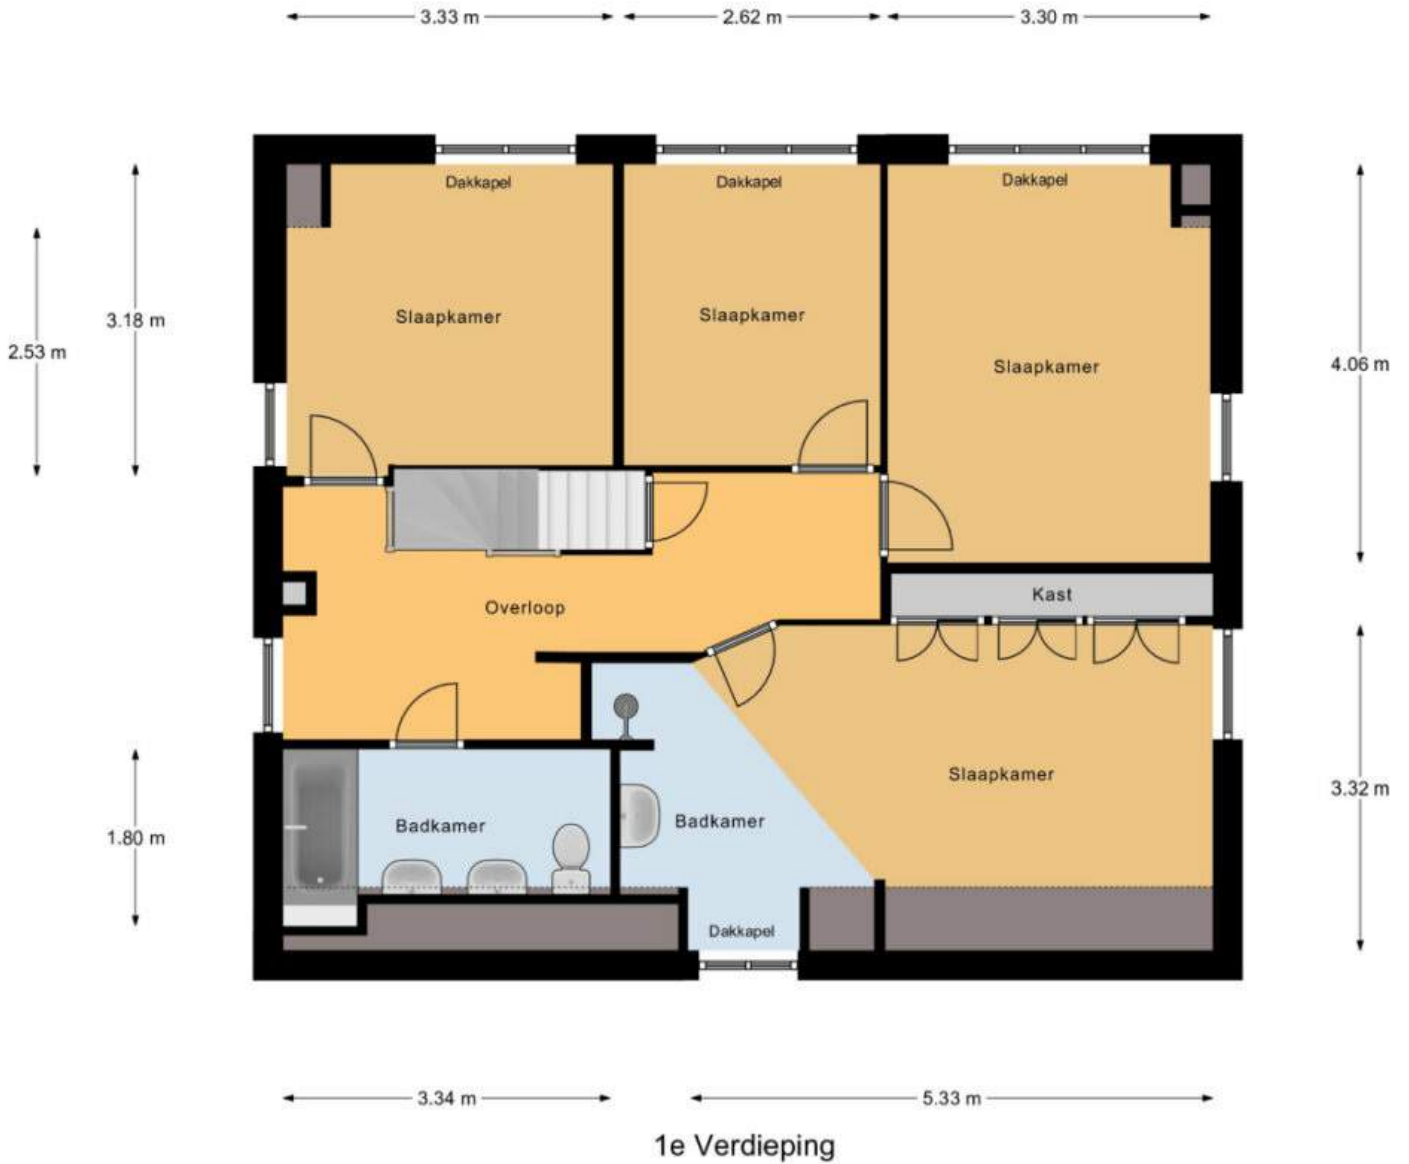 3.33 m
2.62 m
3.30 m
Dakkapel
Dakkapel
Dakkapel
Slaapkamer
Slaapkamer
3.18 m
2.53 m
Slaapkamer
4.06 m
Kast
Overloop
Slaapkamer
3.32 m
Badkamer
Badkamer
1.80 m
Dakkapel
3.34 m
5.33 m
1e Verdieping